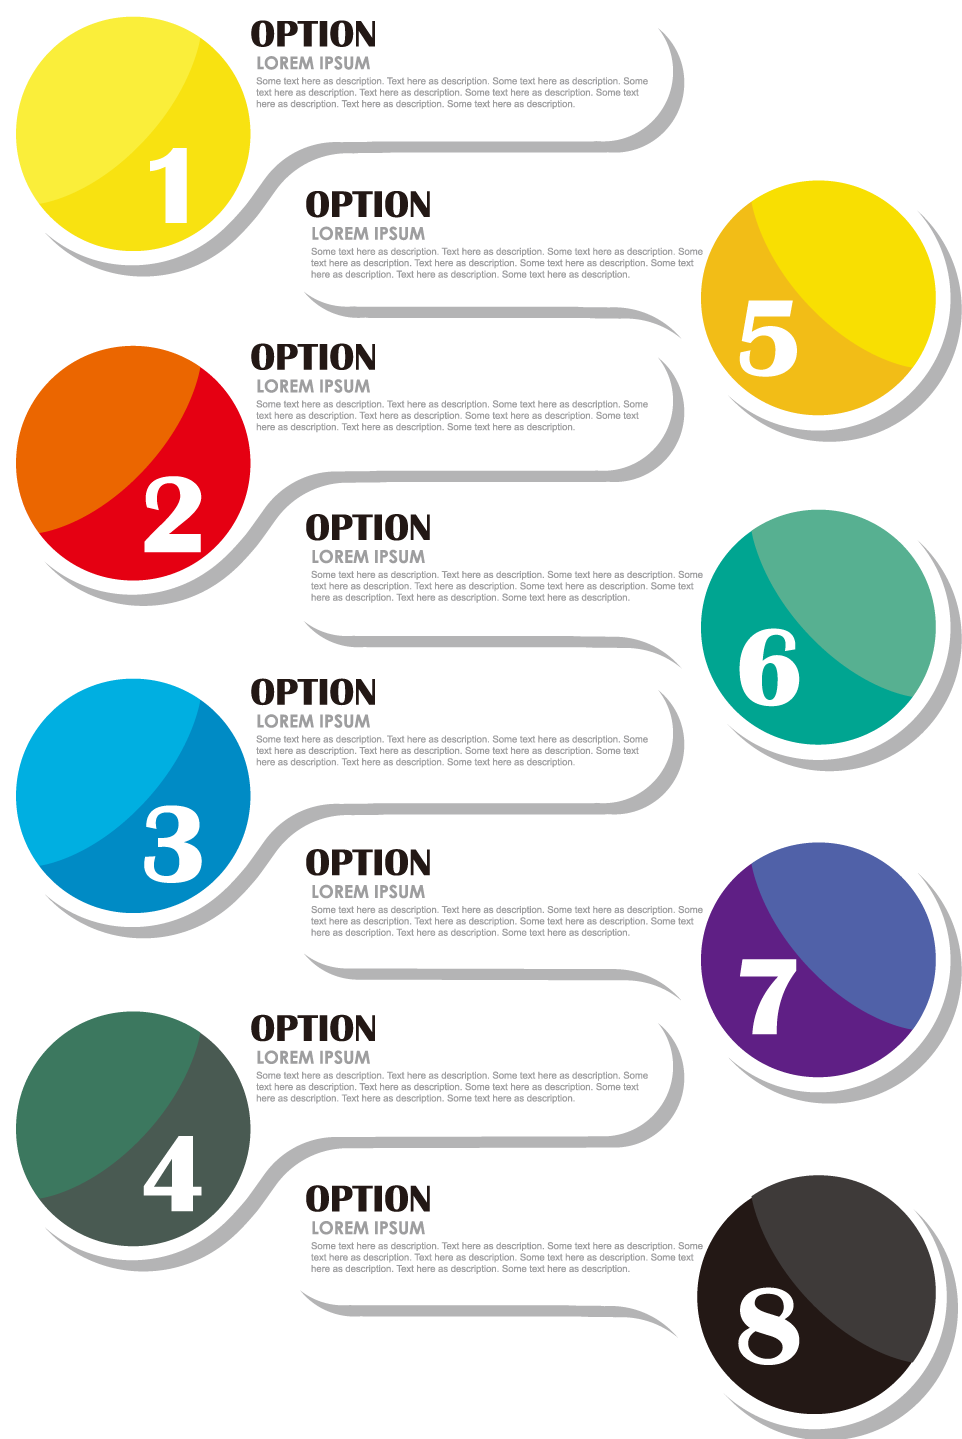 OPTION
LOREM IPSUM
Some text here as description. Text here as description. Some text here as description. Some
text here as description. Text here as description. Some text here as description. Some text
here as description. Text here as description. Some text here as description.
1
OPTION
LOREM IPSUM
Some text here as description. Text here as description. Some text here as description. Some
text here as description. Text here as description. Some text here as description. Some text
here as description. Text here as description. Some text here as description.
5
OPTION
LOREM IPSUM
Some text here as description. Text here as description. Some text here as description. Some
text here as description. Text here as description. Some text here as description. Some text
here as description. Text here as description. Some text here as description.
2
OPTION
LOREM IPSUM
Some text here as description. Text here as description. Some text here as description. Some
text here as description. Text here as description. Some text here as description. Some text
here as description. Text here as description. Some text here as description.
6
OPTION
LOREM IPSUM
Some text here as description. Text here as description. Some text here as description. Some
text here as description. Text here as description. Some text here as description. Some text
here as description. Text here as description. Some text here as description.
3
OPTION
LOREM IPSUM
Some text here as description. Text here as description. Some text here as description. Some
text here as description. Text here as description. Some text here as description. Some text
here as description. Text here as description. Some text here as description.
7
OPTION
LOREM IPSUM
Some text here as description. Text here as description. Some text here as description. Some
text here as description. Text here as description. Some text here as description. Some text
here as description. Text here as description. Some text here as description.
4
OPTION
LOREM IPSUM
Some text here as description. Text here as description. Some text here as description. Some
text here as description. Text here as description. Some text here as description. Some text
here as description. Text here as description. Some text here as description.
8